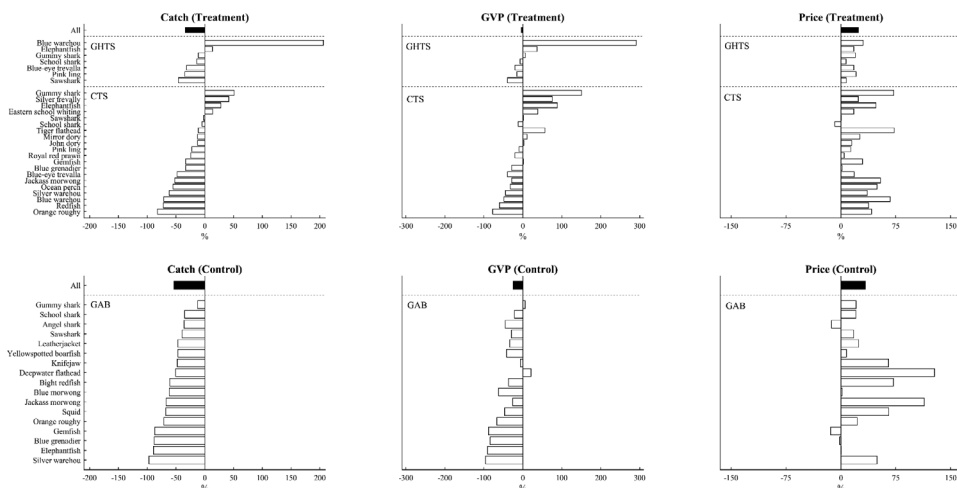 Catch (Treatment)
GVP (Treatment)
Price (Treatment)
All
Blue warehou
Elephantfish
Gummy shark
School shark
Blue-eye trevalla
Pink ling
Sawshark
GHTS
GHTS
GHTS
Gummy shark
Silver trevally
Elephantfish
Eastern school whiting
Sawshark
School shark
Tiger flathead
Mirror dory
John dory
Pink ling
Royal red prawn
Gemfish
Blue grenadier
Blue-eye trevalla
Jackass morwong
Ocean perch
Silver warehou
Blue warehou
Redfish
Orange roughy
CTS
CTS
CTS
-200 -150 -100 -50 0 50 100 150 200
%
-300 -200 -100 0 100 200 300
%
-150 -75 0 75 150
%
Catch (Control)
GVP (Control)
Price (Control)
All
GAB
GAB
GAB
Gummy shark
School shark
Angel shark
Sawshark
Leatherjacket
Yellowspotted boarfish
Knifejaw
Deepwater flathead
Bight redfish
Blue morwong
Jackass morwong
Squid
Orange roughy
Gemfish
Blue grenadier
Elephantfish
Silver warehou
-200 -150 -100 -50 0 50 100 150 200
%
-300 -200 -100 0 100 200 300
%
-150 -75 0 75 150
%